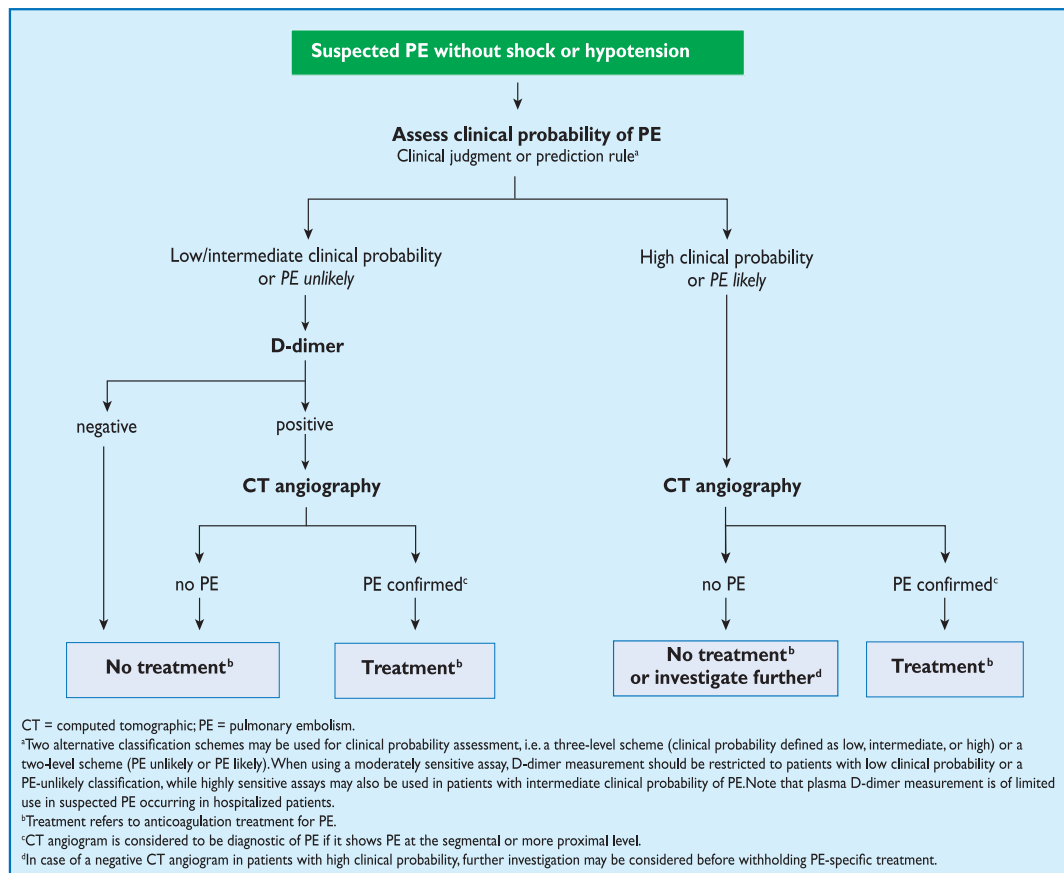 Suspected PE without shock or hypotension
Assess clinical probability of PE
Clinical judgment or prediction ruleᵃ
Low/intermediate clinical probability
or PE unlikely
High clinical probability
or PE likely
D-dimer
negative
positive
CT angiography
CT angiography
no PE
PE confirmedᶜ
no PE
PE confirmedᶜ
No treatmentᵇ
Treatmentᵇ
No treatmentᵇ
or investigate furtherᵈ
Treatmentᵇ
CT = computed tomographic; PE = pulmonary embolism.
ᵃTwo alternative classification schemes may be used for clinical probability assessment, i.e. a three-level scheme (clinical probability defined as low, intermediate, or high) or a
two-level scheme (PE unlikely or PE likely). When using a moderately sensitive assay, D-dimer measurement should be restricted to patients with low clinical probability or a
PE-unlikely classification, while highly sensitive assays may also be used in patients with intermediate clinical probability of PE. Note that plasma D-dimer measurement is of limited
use in suspected PE occurring in hospitalized patients.
ᵇTreatment refers to anticoagulation treatment for PE.
ᶜCT angiogram is considered to be diagnostic of PE if it shows PE at the segmental or more proximal level.
ᵈIn case of a negative CT angiogram in patients with high clinical probability, further investigation may be considered before withholding PE-specific treatment.